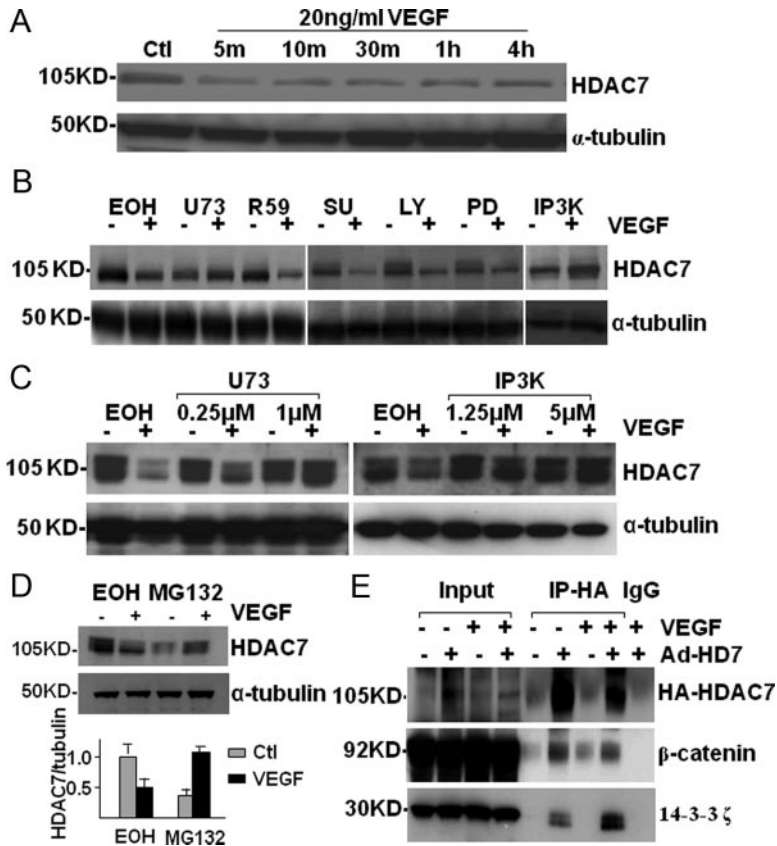 A
20ng/ml VEGF
Ctl 5m 10m 30m 1h 4h
105KD- HDAC7
50KD- α-tubulin
B
EOH U73 R59 SU LY PD IP3K
- + - + - + - + - + - + - + VEGF
105 KD- HDAC7
50 KD- α-tubulin
C
U73 IP3K
EOH 0.25μM 1μM EOH 1.25μM 5μM
- + - + - + - + - + - + VEGF
105 KD- HDAC7
50 KD- α-tubulin
D
EOH MG132
- + - + VEGF
105KD- HDAC7
50KD- α-tubulin
HDAC7/tubulin
1.0
0.5
Ctl
VEGF
EOH MG132
E
Input IP-HA IgG
- - + + - - + + + VEGF
- + - + - + - + + Ad-HD7
105KD- HA-HDAC7
92KD- β-catenin
30KD- 14-3-3 ζ